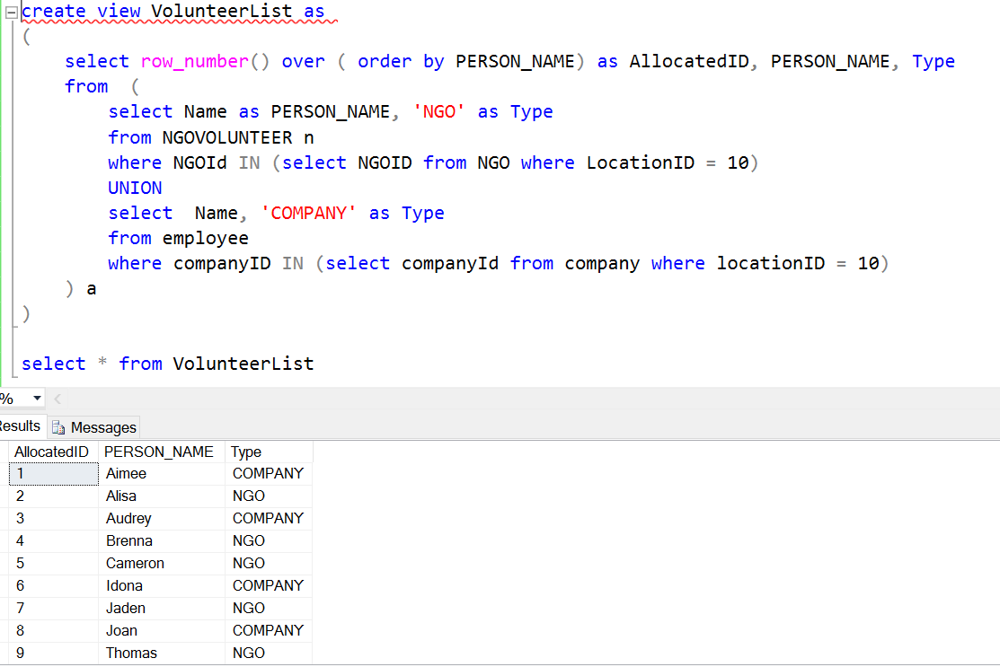 create view VolunteerList as
(
select row_number() over ( order by PERSON_NAME) as AllocatedID, PERSON_NAME, Type
from (
select Name as PERSON_NAME, 'NGO' as Type
from NGOVOLUNTEER n
where NGOId IN (select NGOID from NGO where LocationID = 10)
UNION
select Name, 'COMPANY' as Type
from employee
where companyID IN (select companyId from company where locationID = 10)
) a
)
select * from VolunteerList
%
Results Messages
AllocatedID PERSON_NAME Type
1 Aimee COMPANY
2 Alisa NGO
3 Audrey COMPANY
4 Brenna NGO
5 Cameron NGO
6 Idona COMPANY
7 Jaden NGO
8 Joan COMPANY
9 Thomas NGO